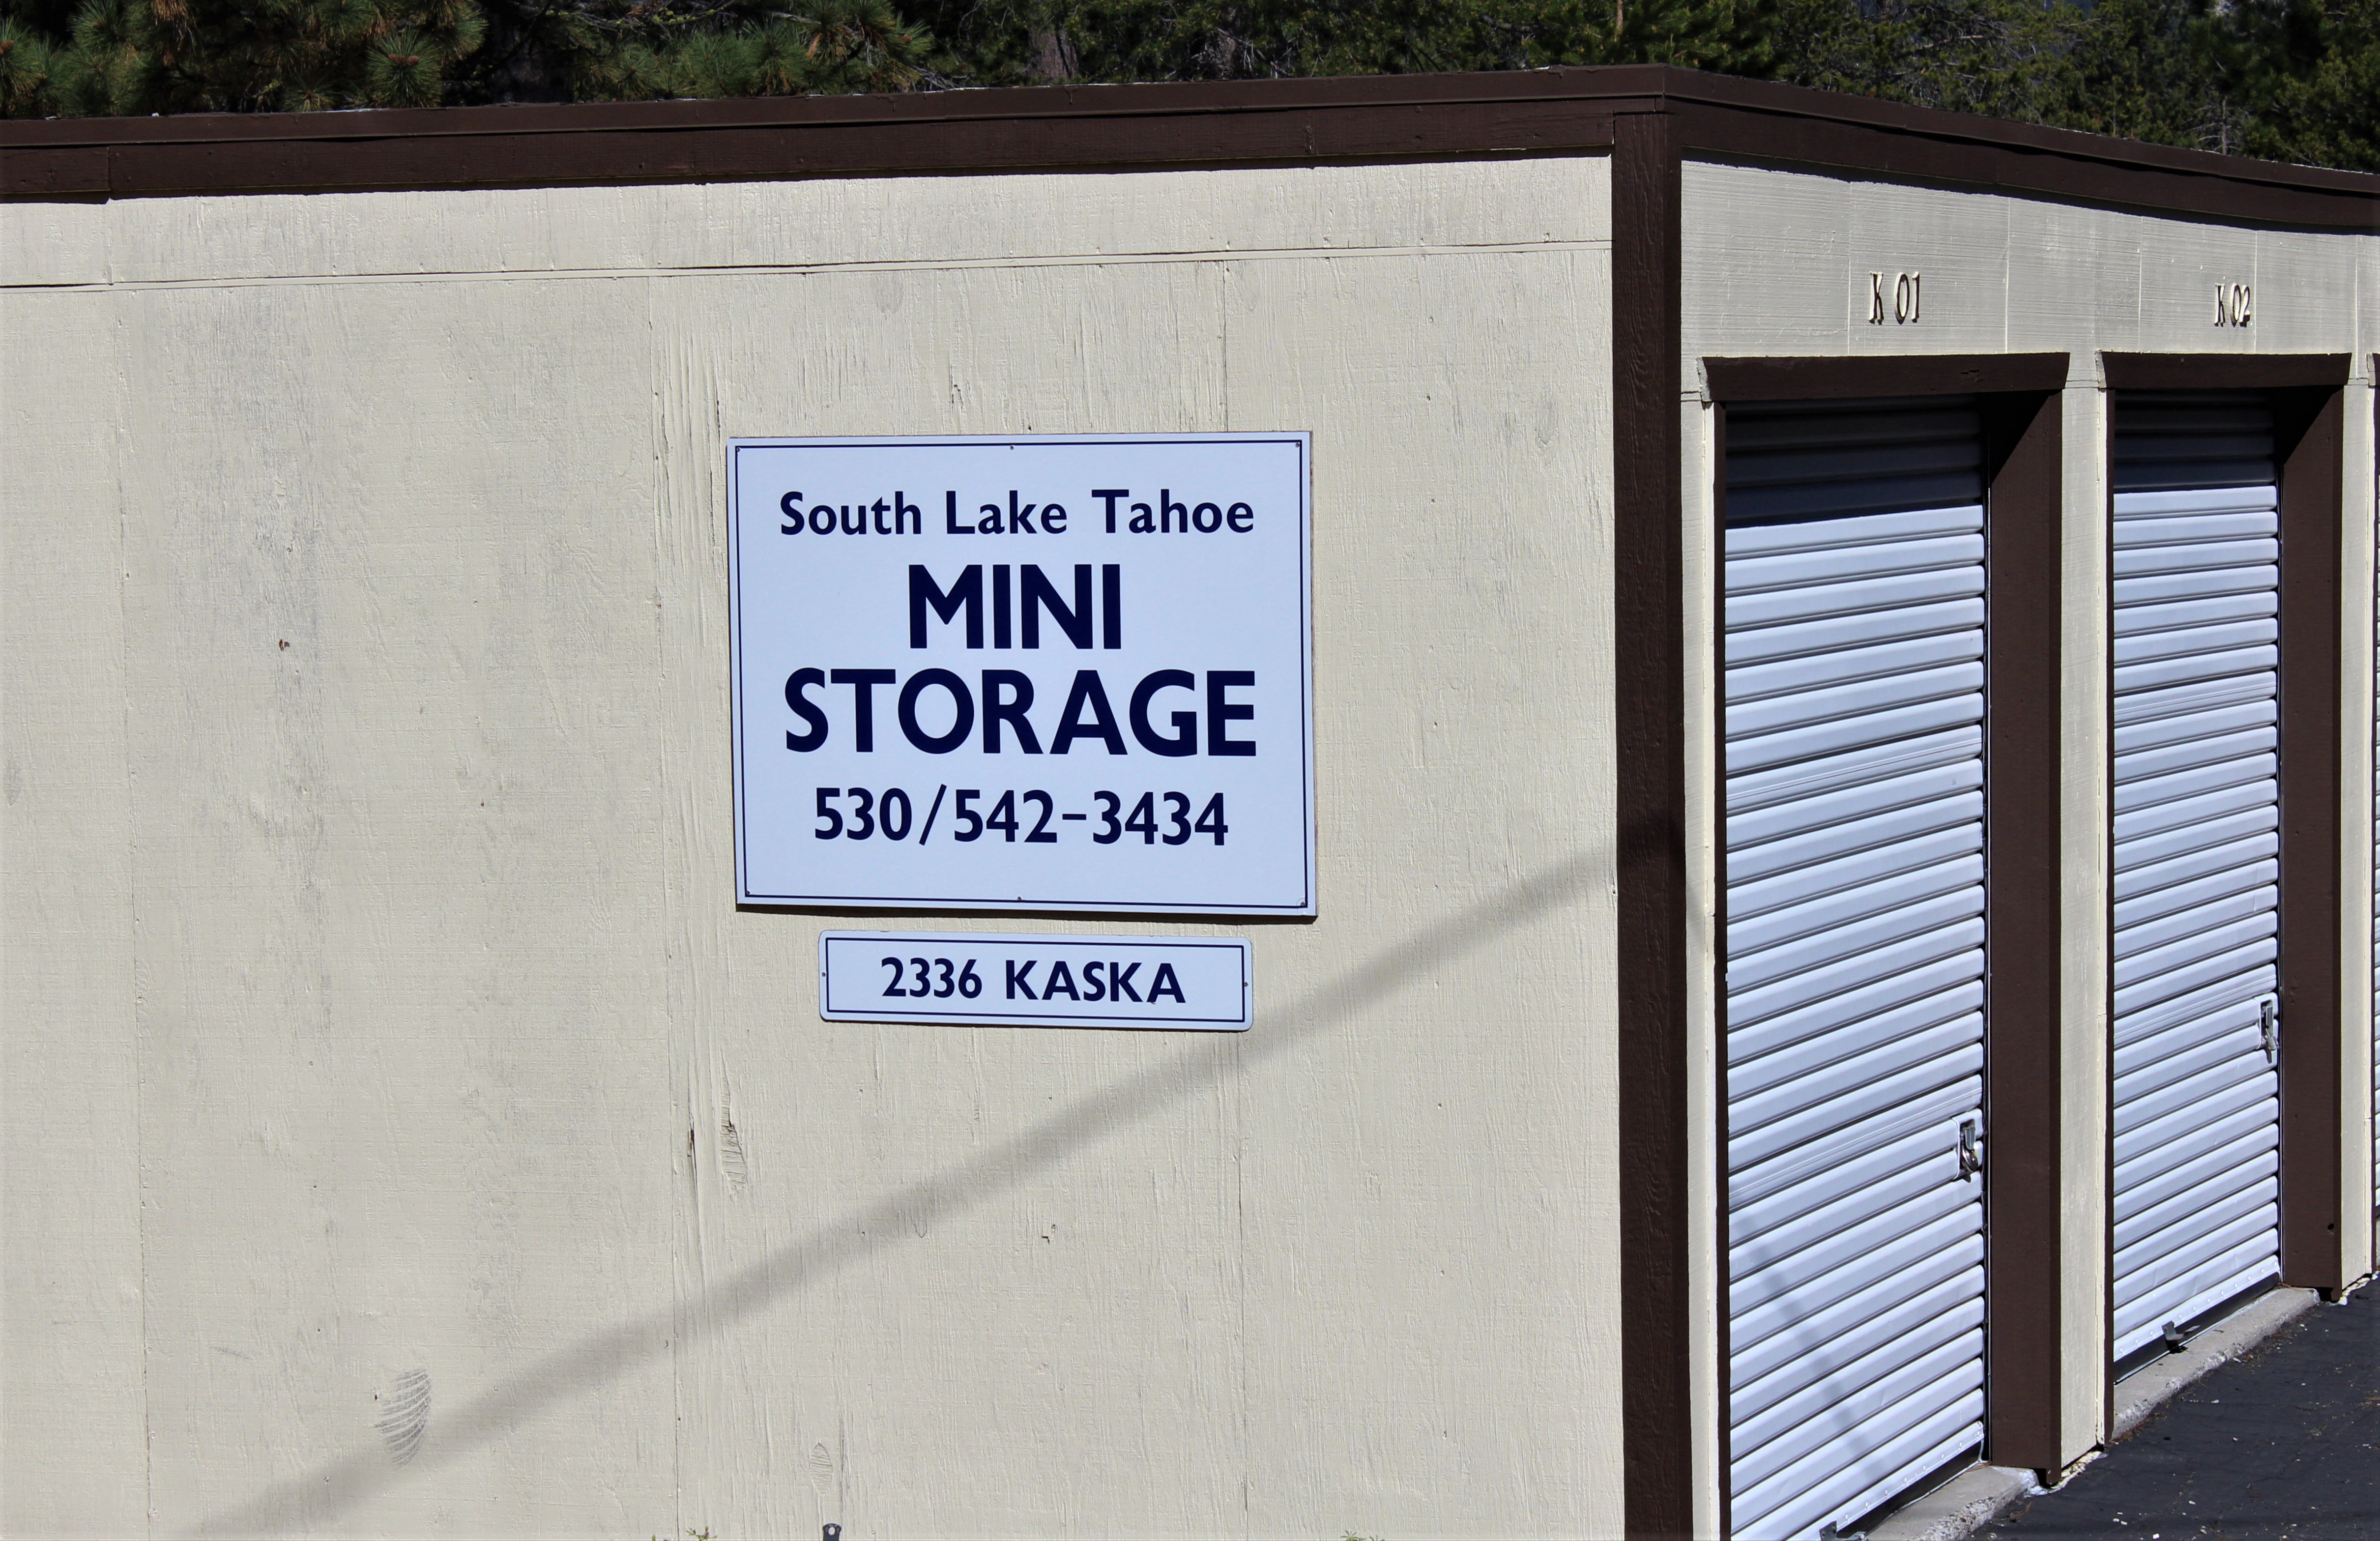 South Lake Tahoe
MINI
STORAGE
530/542-3434
2336 KASKA
K 01
K 02